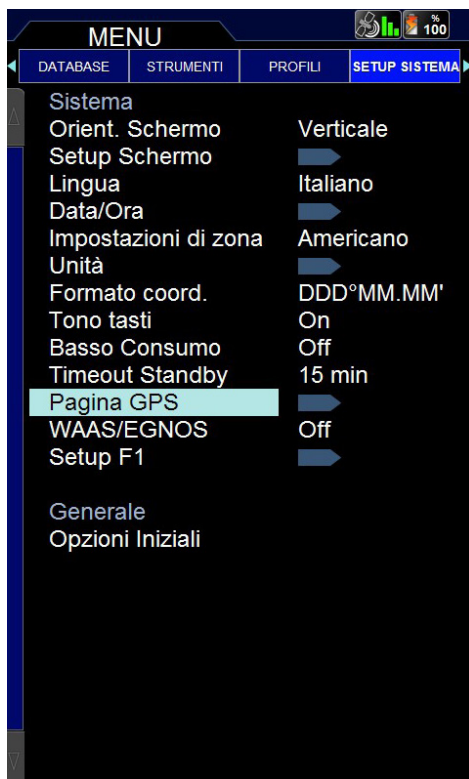 MENU
% 100
DATABASE STRUMENTI PROFILI SETUP SISTEMA
Sistema
Orient. Schermo Verticale
Setup Schermo
Lingua Italiano
Data/Ora
Impostazioni di zona Americano
Unità
Formato coord. DDD°MM.MM'
Tono tasti On
Basso Consumo Off
Timeout Standby 15 min
Pagina GPS
WAAS/EGNOS Off
Setup F1
Generale
Opzioni Iniziali